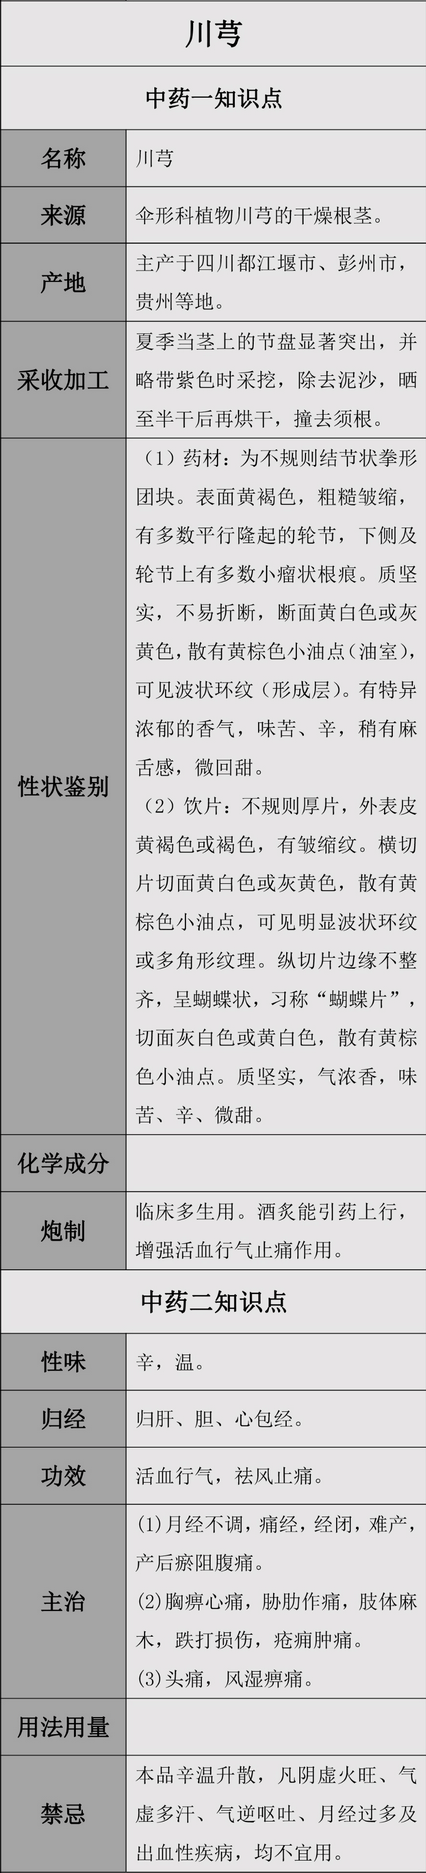 川芎
中药一知识点
名称
川芎
来源
伞形科植物川芎的干燥根茎。
产地
主产于四川都江堰市、彭州市，
贵州等地。
采收加工
夏季当茎上的节盘显著突出，并
略带紫色时采挖，除去泥沙，晒
至半干后再烘干，撞去须根。
性状鉴别
（1）药材：为不规则结节状拳形
团块。表面黄褐色，粗糙皱缩，
有多数平行隆起的轮节，下侧及
轮节上有多数小瘤状根痕。质坚
实，不易折断，断面黄白色或灰
黄色，散有黄棕色小油点（油室），
可见波状环纹（形成层）。有特异
浓郁的香气，味苦、辛，稍有麻
舌感，微回甜。
（2）饮片：不规则厚片，外表皮
黄褐色或褐色，有皱缩纹。横切
片切面黄白色或灰黄色，散有黄
棕色小油点，可见明显波状环纹
或多角形纹理。纵切片边缘不整
齐，呈蝴蝶状，习称“蝴蝶片”，
切面灰白色或黄白色，散有黄棕
色小油点。质坚实，气浓香，味
苦、辛、微甜。
化学成分
炮制
临床多生用。酒炙能引药上行，
增强活血行气止痛作用。
中药二知识点
性味
辛，温。
归经
归肝、胆、心包经。
功效
活血行气，祛风止痛。
主治
(1)月经不调，痛经，经闭，难产，
产后瘀阻腹痛。
(2)胸痹心痛，胁肋作痛，肢体麻
木，跌打损伤，疮痈肿痛。
(3)头痛，风湿痹痛。
用法用量
禁忌
本品辛温升散，凡阴虚火旺、气
虚多汗、气逆呕吐、月经过多及
出血性疾病，均不宜用。